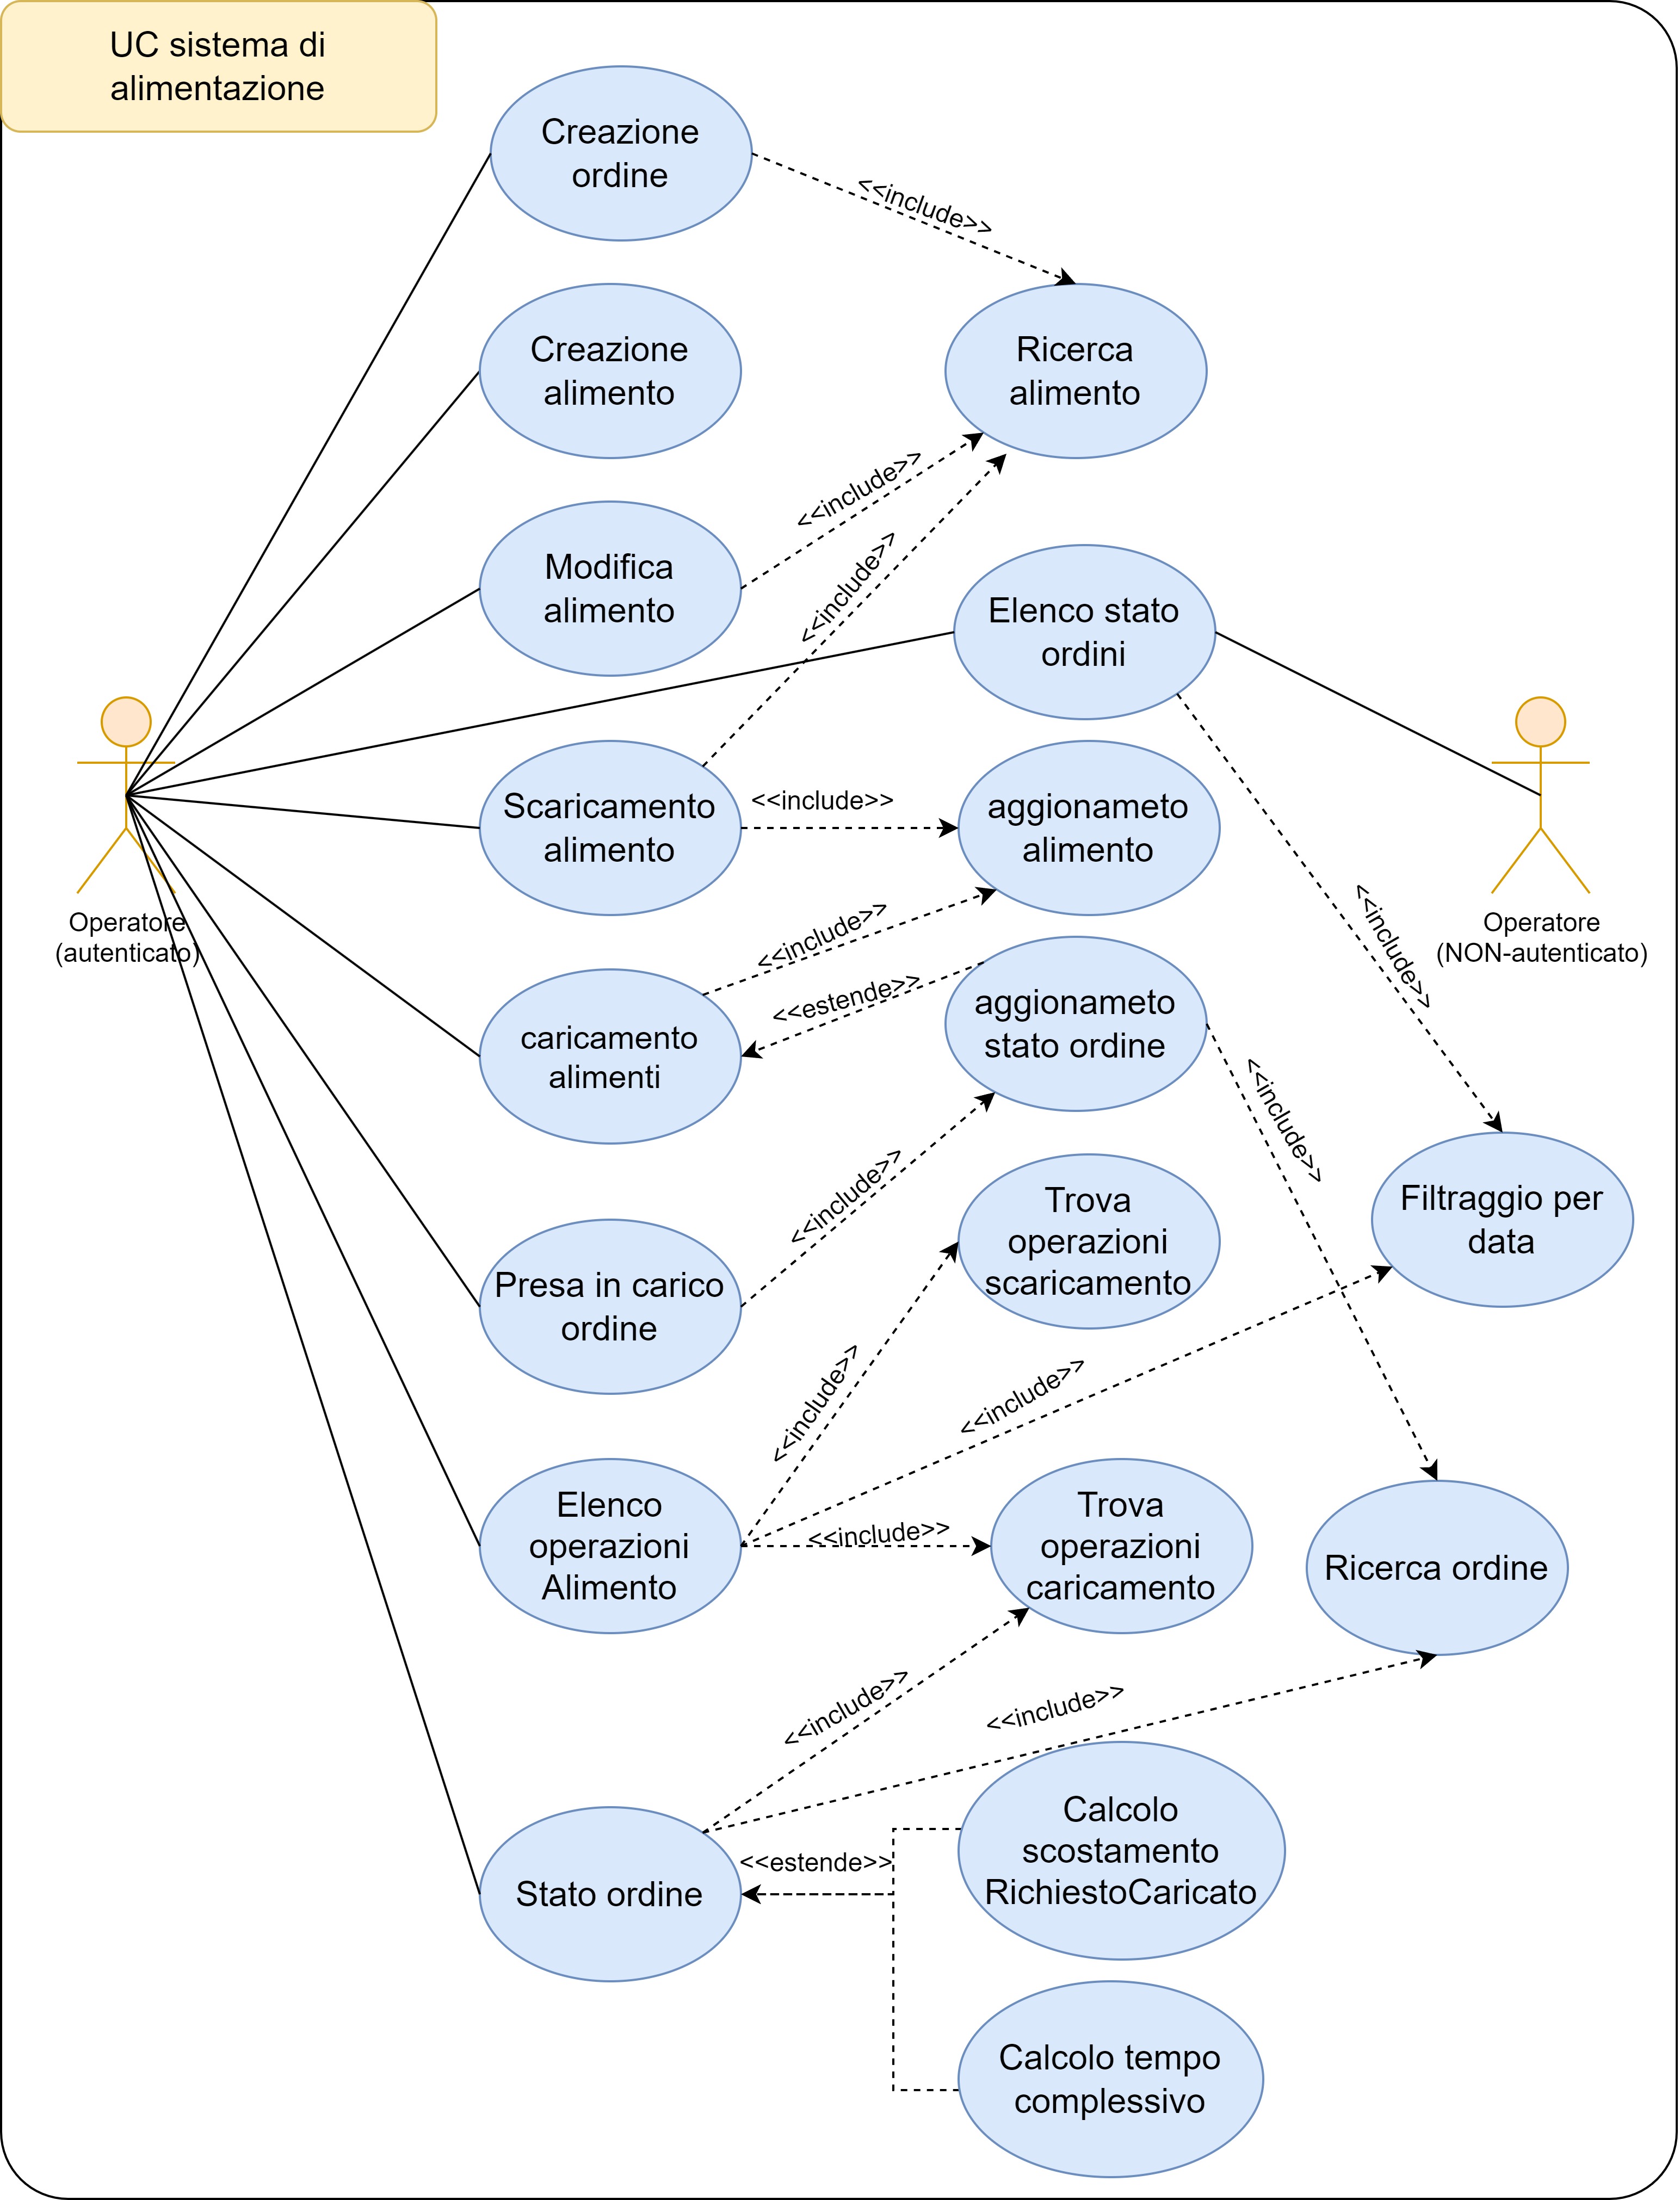 UC sistema di
alimentazione
Creazione
ordine
<<include>>
Creazione
alimento
Ricerca
alimento
<<include>>
Modifica
alimento
<<include>>
Elenco stato
ordini
Scaricamento
alimento
<<include>>
aggionameto
alimento
Operatore
(autenticato)
Operatore
(NON-autenticato)
<<include>>
<<include>>
<<estende>>
aggionameto
stato ordine
caricamento
alimenti
<<include>>
<<include>>
Trova
operazioni
scaricamento
Filtraggio per
data
Presa in carico
ordine
<<include>>
<<include>>
Elenco
operazioni
Alimento
<<include>>
Trova
operazioni
caricamento
Ricerca ordine
<<include>>
<<include>>
Calcolo
scostamento
RichiestoCaricato
<<estende>>
Stato ordine
Calcolo tempo
complessivo